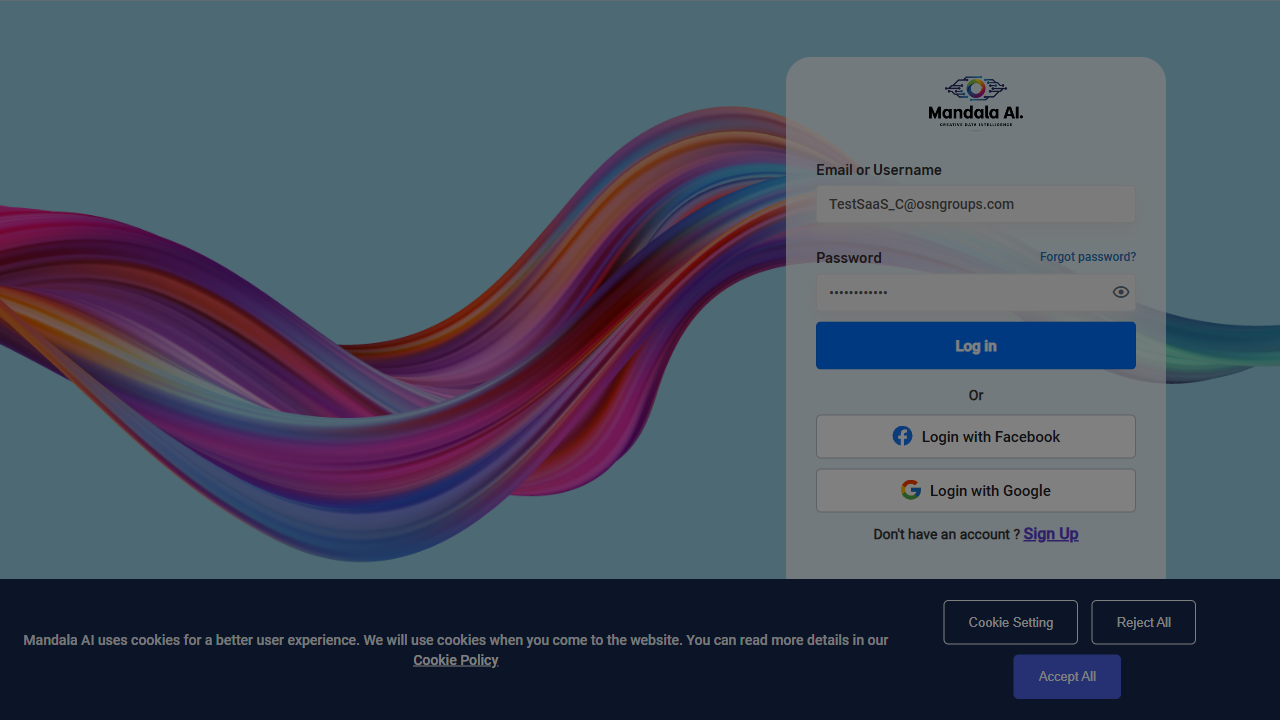 Mandala AI.
CREATIVE DATA INTELLIGENCE
Email or Username
TestSaaS_C@osngroups.com
Password
Forgot password?
••••••••••••
Log in
Or
Login with Facebook
Login with Google
Don't have an account ? Sign Up
Mandala AI uses cookies for a better user experience. We will use cookies when you come to the website. You can read more details in our
Cookie Policy
Cookie Setting
Reject All
Accept All